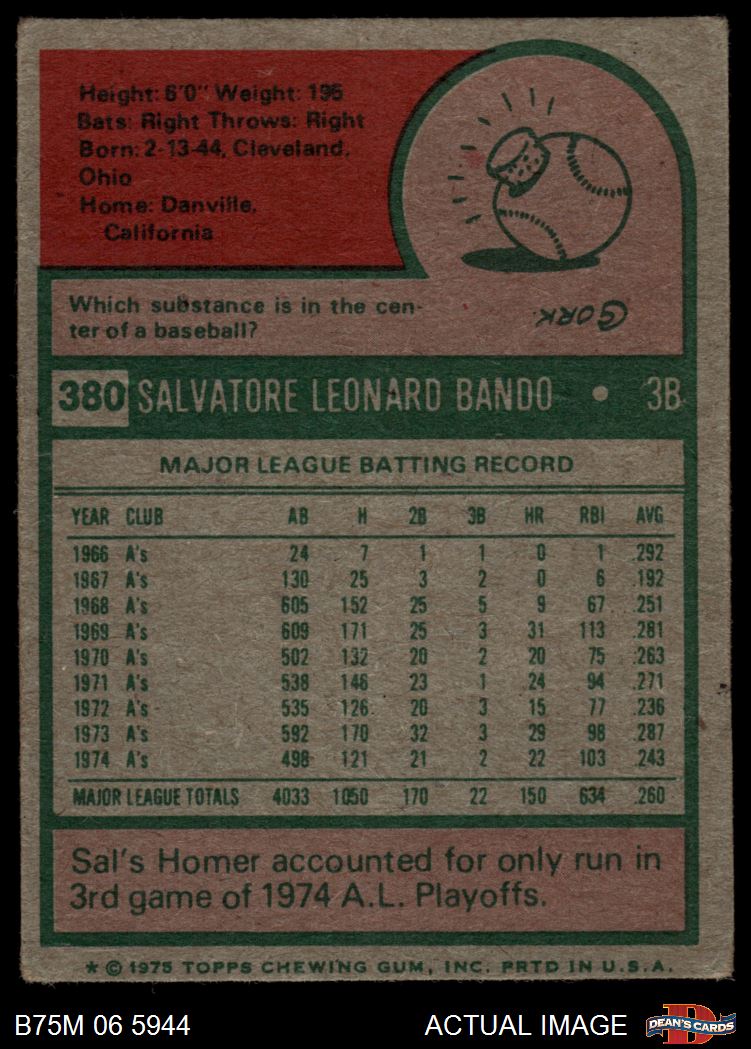 Height: 6'0" Weight: 195
Bats: Right Throws: Right
Born: 2-13-44, Cleveland,
Ohio
Home: Danville,
California
Which substance is in the cen-
ter of a baseball?
CORK.
380 SALVATORE LEONARD BANDO • 3B
MAJOR LEAGUE BATTING RECORD
YEAR CLUB AB H 2B 3B HR RBI AVG
1966 A's 24 7 1 1 0 1 .292
1967 A's 130 25 3 2 0 6 .192
1968 A's 605 152 25 5 9 67 .251
1969 A's 609 171 25 3 31 113 .281
1970 A's 502 132 20 2 20 75 .263
1971 A's 538 146 23 1 24 94 .271
1972 A's 535 126 20 3 15 77 .236
1973 A's 592 170 32 3 29 98 .287
1974 A's 498 121 21 2 22 103 .243
MAJOR LEAGUE TOTALS 4033 1050 170 22 150 634 .260
Sal's Homer accounted for only run in
3rd game of 1974 A.L. Playoffs.
* © 1975 TOPPS CHEWING GUM, INC. PRTD IN U.S.A.
B75M 06 5944 ACTUAL IMAGE D DEAN'S CARDS